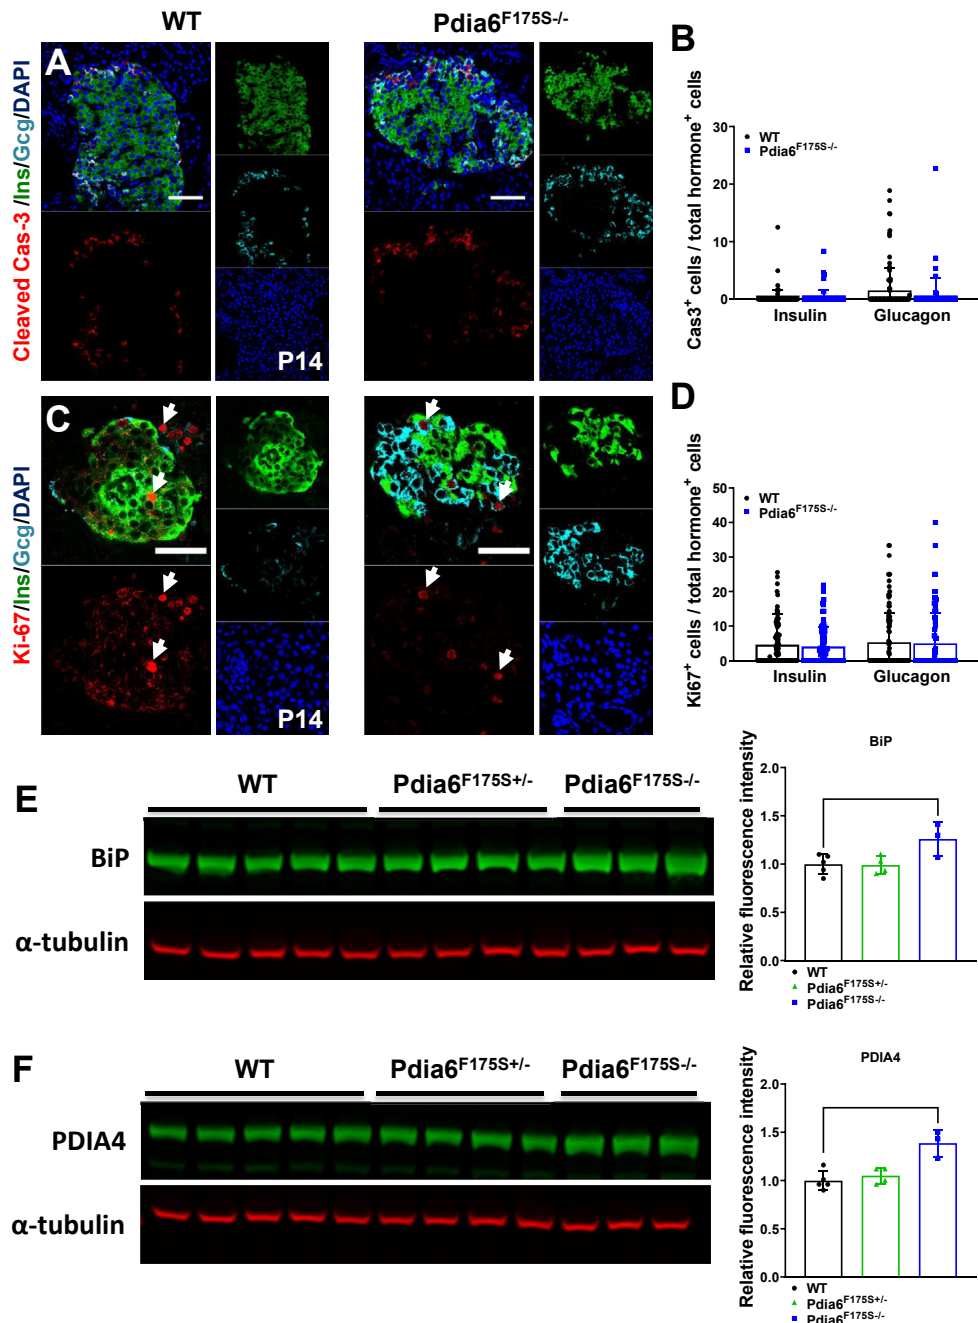 WT
Pdia6F175S-/-
A
Cleaved Cas-3 /Ins/Gcg/DAPI
P14
B
Cas3+ cells / total hormone+ cells
30
20
10
0
WT
Pdia6F175S-/-
Insulin
Glucagon
C
Ki-67/Ins/Gcg/DAPI
P14
D
Ki67+ cells / total hormone+ cells
50
40
30
20
10
0
WT
Pdia6F175S-/-
Insulin
Glucagon
E
WT
Pdia6F175S+/-
Pdia6F175S-/-
BiP
α-tubulin
BiP
Relative fluorescence intensity
2.0
1.5
1.0
0.5
0.0
WT
Pdia6F175S+/-
Pdia6F175S-/-
F
WT
Pdia6F175S+/-
Pdia6F175S-/-
PDIA4
α-tubulin
PDIA4
Relative fluorescence intensity
2.0
1.5
1.0
0.5
0.0
WT
Pdia6F175S+/-
Pdia6F175S-/-